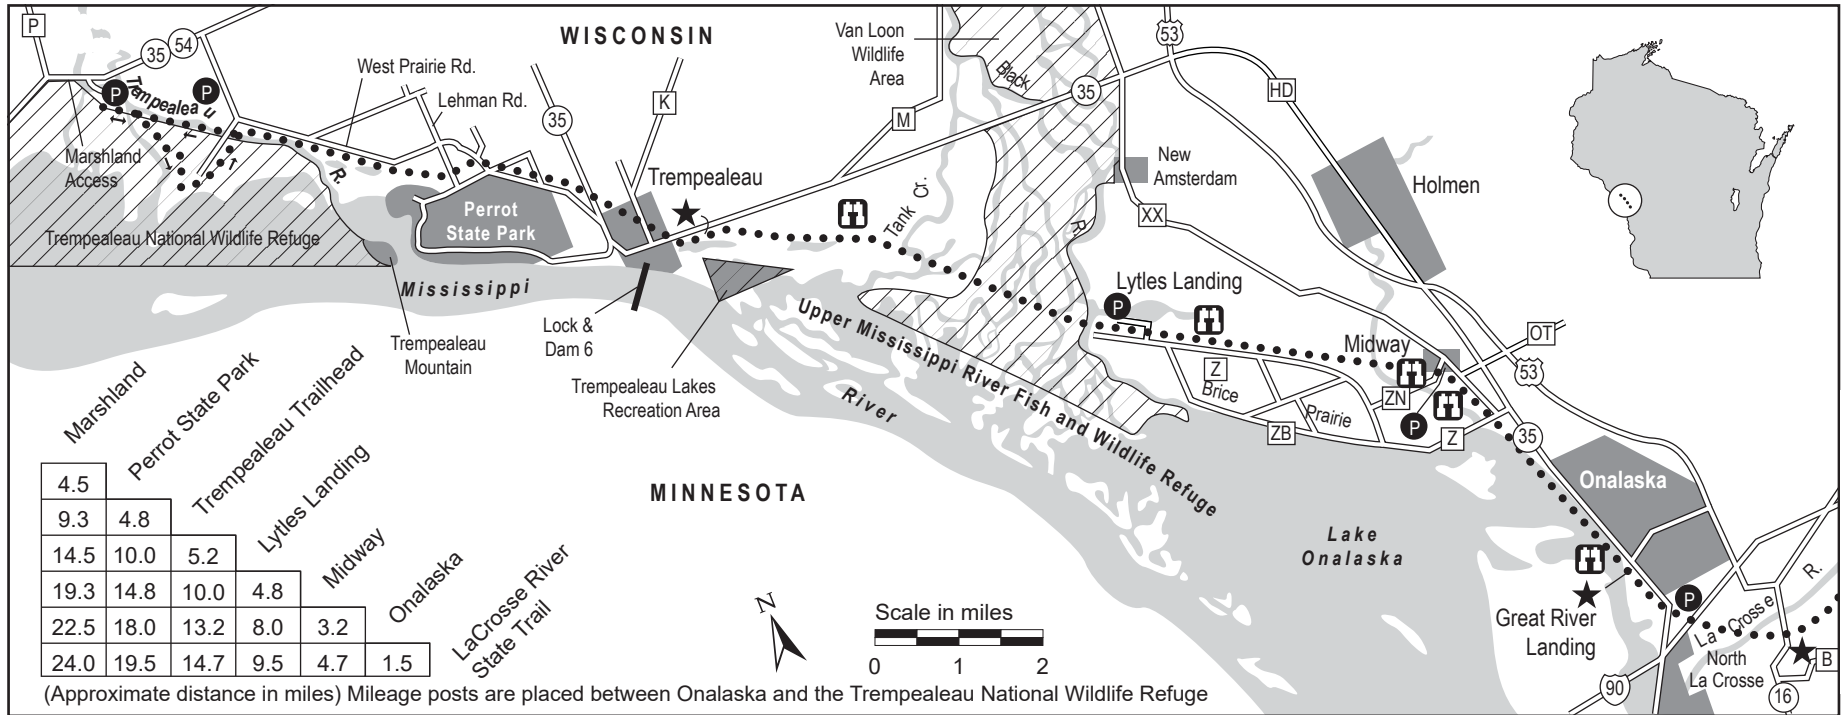 P
35
54
WISCONSIN
Van Loon
Wildlife
Area
53
P
P
Trempealeau
R.
West Prairie Rd.
Lehman Rd.
35
K
M
Black
R.
35
HD
Marshland
Access
Trempealeau National Wildlife Refuge
Perrot
State Park
Trempealeau
Tank Cr.
New
Amsterdam
XX
Holmen
Mississippi
Trempealeau
Mountain
Lock &
Dam 6
Trempealeau Lakes
Recreation Area
River
Upper Mississippi River Fish and Wildlife Refuge
Lytles Landing
P
Midway
OT
53
Z
Brice
Prairie
ZN
ZB
P
Z
35
MINNESOTA
Onalaska
Lake
Onalaska
Great River
Landing
P
La Crosse
R.
North
La Crosse
B
90
16
Marshland
Perrot State Park
Trempealeau Trailhead
Lytles Landing
Midway
Onalaska
LaCrosse River
State Trail
4.5
9.3 4.8
14.5 10.0 5.2
19.3 14.8 10.0 4.8
22.5 18.0 13.2 8.0 3.2
24.0 19.5 14.7 9.5 4.7 1.5
N
Scale in miles
0 1 2
(Approximate distance in miles) Mileage posts are placed between Onalaska and the Trempealeau National Wildlife Refuge